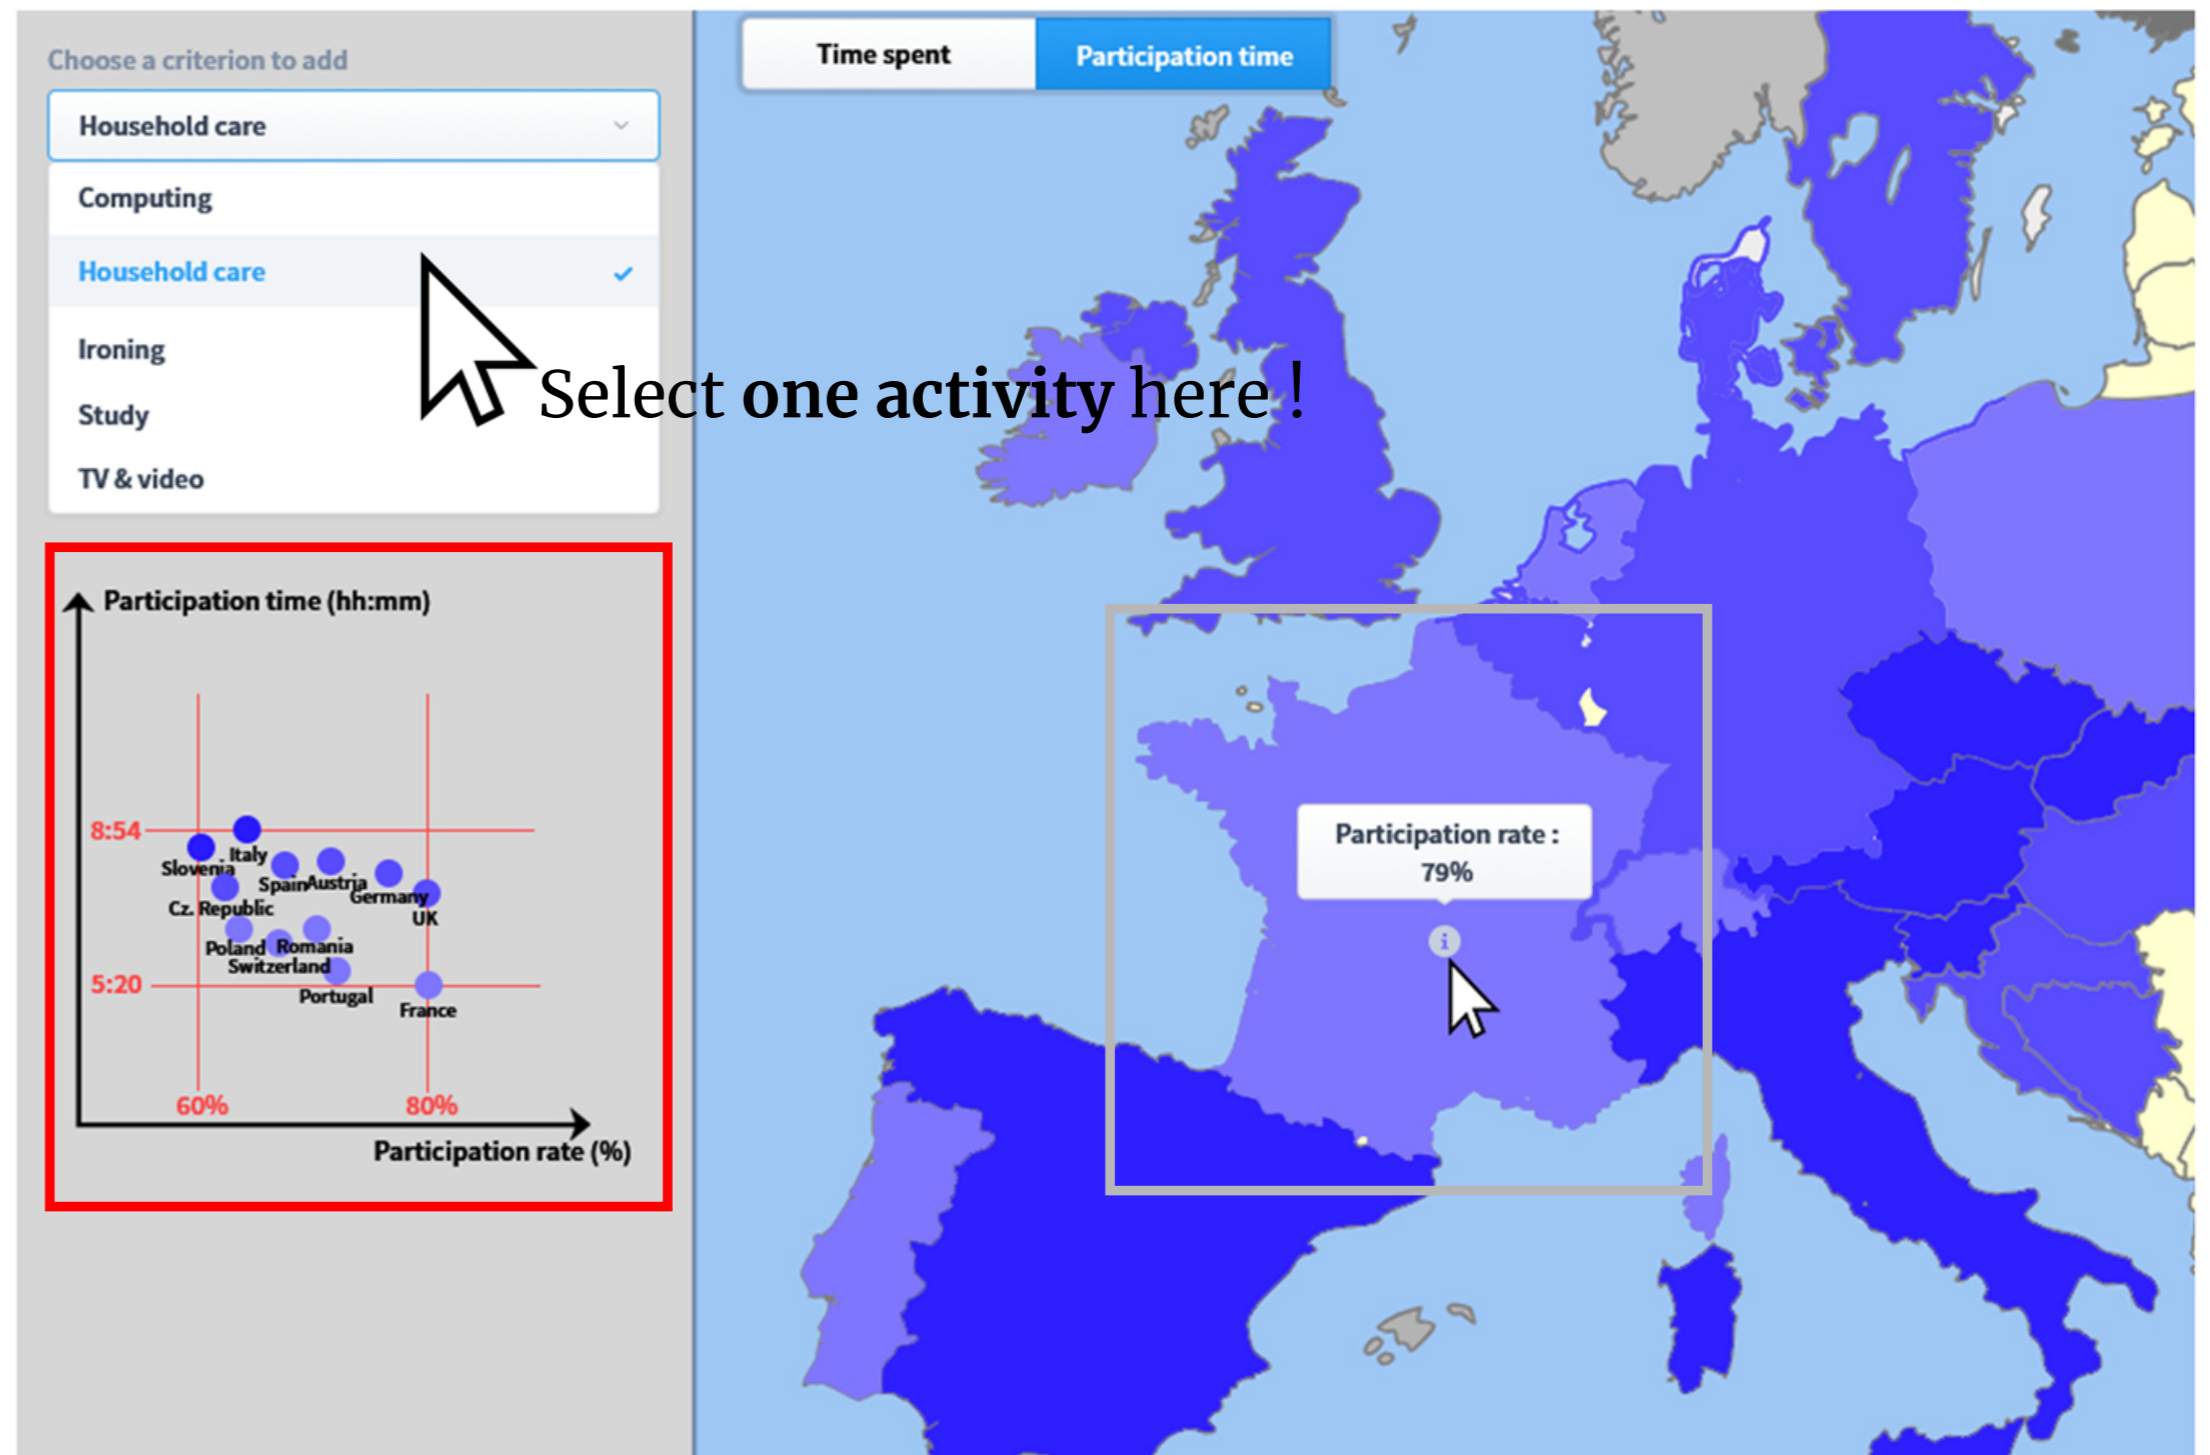 Choose a criterion to add
Household care
Computing
Household care
Ironing
Study
TV & video
Select one activity here !
Time spent
Participation time
Participation time (hh:mm)
8:54
Italy
Slovenia
Spain
Austria
Germany
Cz. Republic
UK
Poland
Romania
Switzerland
5:20
Portugal
France
60%
80%
Participation rate (%)
Participation rate :
79%
i